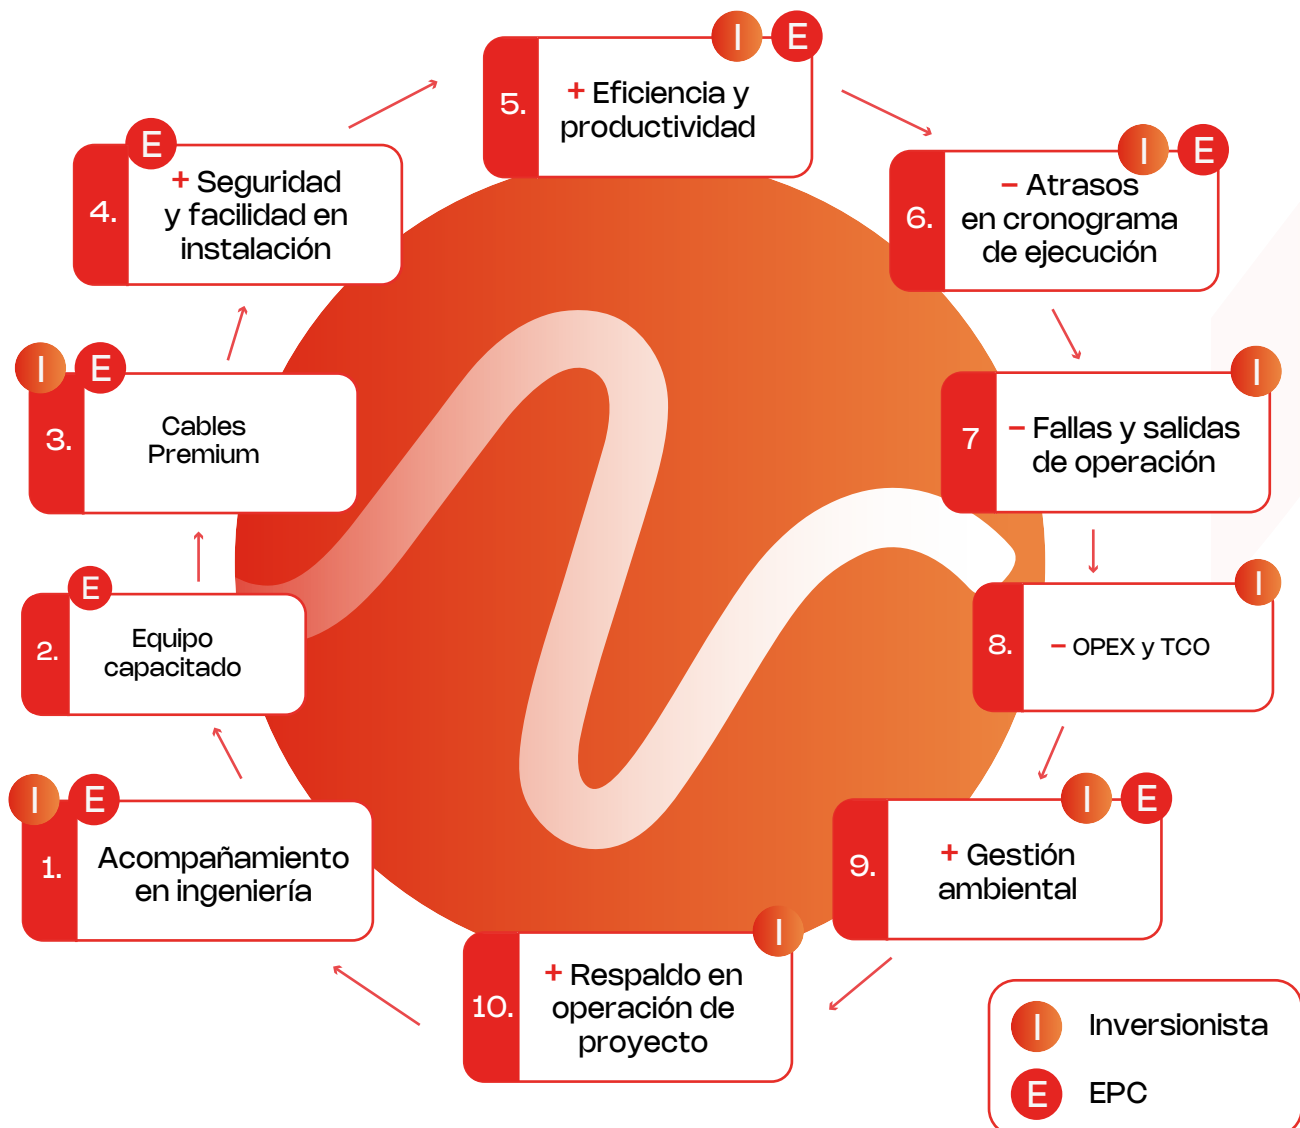 I E
5.
+ Eficiencia y
productividad
E
4.
+ Seguridad
y facilidad en
instalación
I E
6.
– Atrasos
en cronograma
de ejecución
I E
3.
Cables
Premium
I
7
– Fallas y salidas
de operación
E
2.
Equipo
capacitado
I
8.
– OPEX y TCO
I E
1.
Acompañamiento
en ingeniería
I E
9.
+ Gestión
ambiental
I
10.
+ Respaldo en
operación de
proyecto
I Inversionista
E EPC